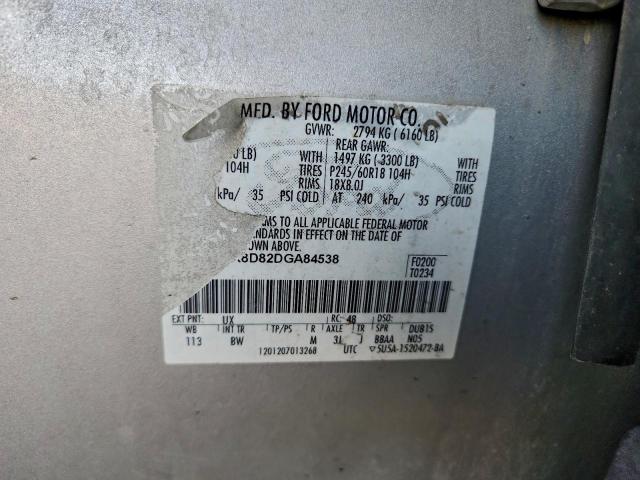 MFD. BY FORD MOTOR CO.
GVWR: 2794 KG ( 6160 LB)
REAR GAWR:
LB) WITH 1497 KG ( 3300 LB) WITH
104H TIRES P245/60R18 104H TIRES
RIMS 18X8.0J RIMS
kPa/ 35 PSI COLD AT 240 kPa/ 35 PSI COLD
MS TO ALL APPLICABLE FEDERAL MOTOR
ANDARDS IN EFFECT ON THE DATE OF
OWN ABOVE.
8D82DGA84538
F0200
T0234
EXT PNT: UX RC: 48 DSO:
WB INT TR TP/PS R AXLE TR SPR DUB15
113 BW M BBAA N05
1201207013268 UTC 5U5A-1520472-BA